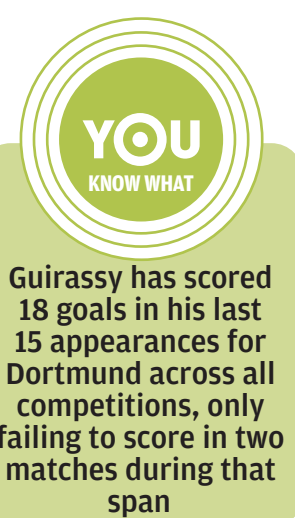 YOU
KNOW WHAT
Guirassy has scored
18 goals in his last
15 appearances for
Dortmund across all
competitions, only
failing to score in two
matches during that
span